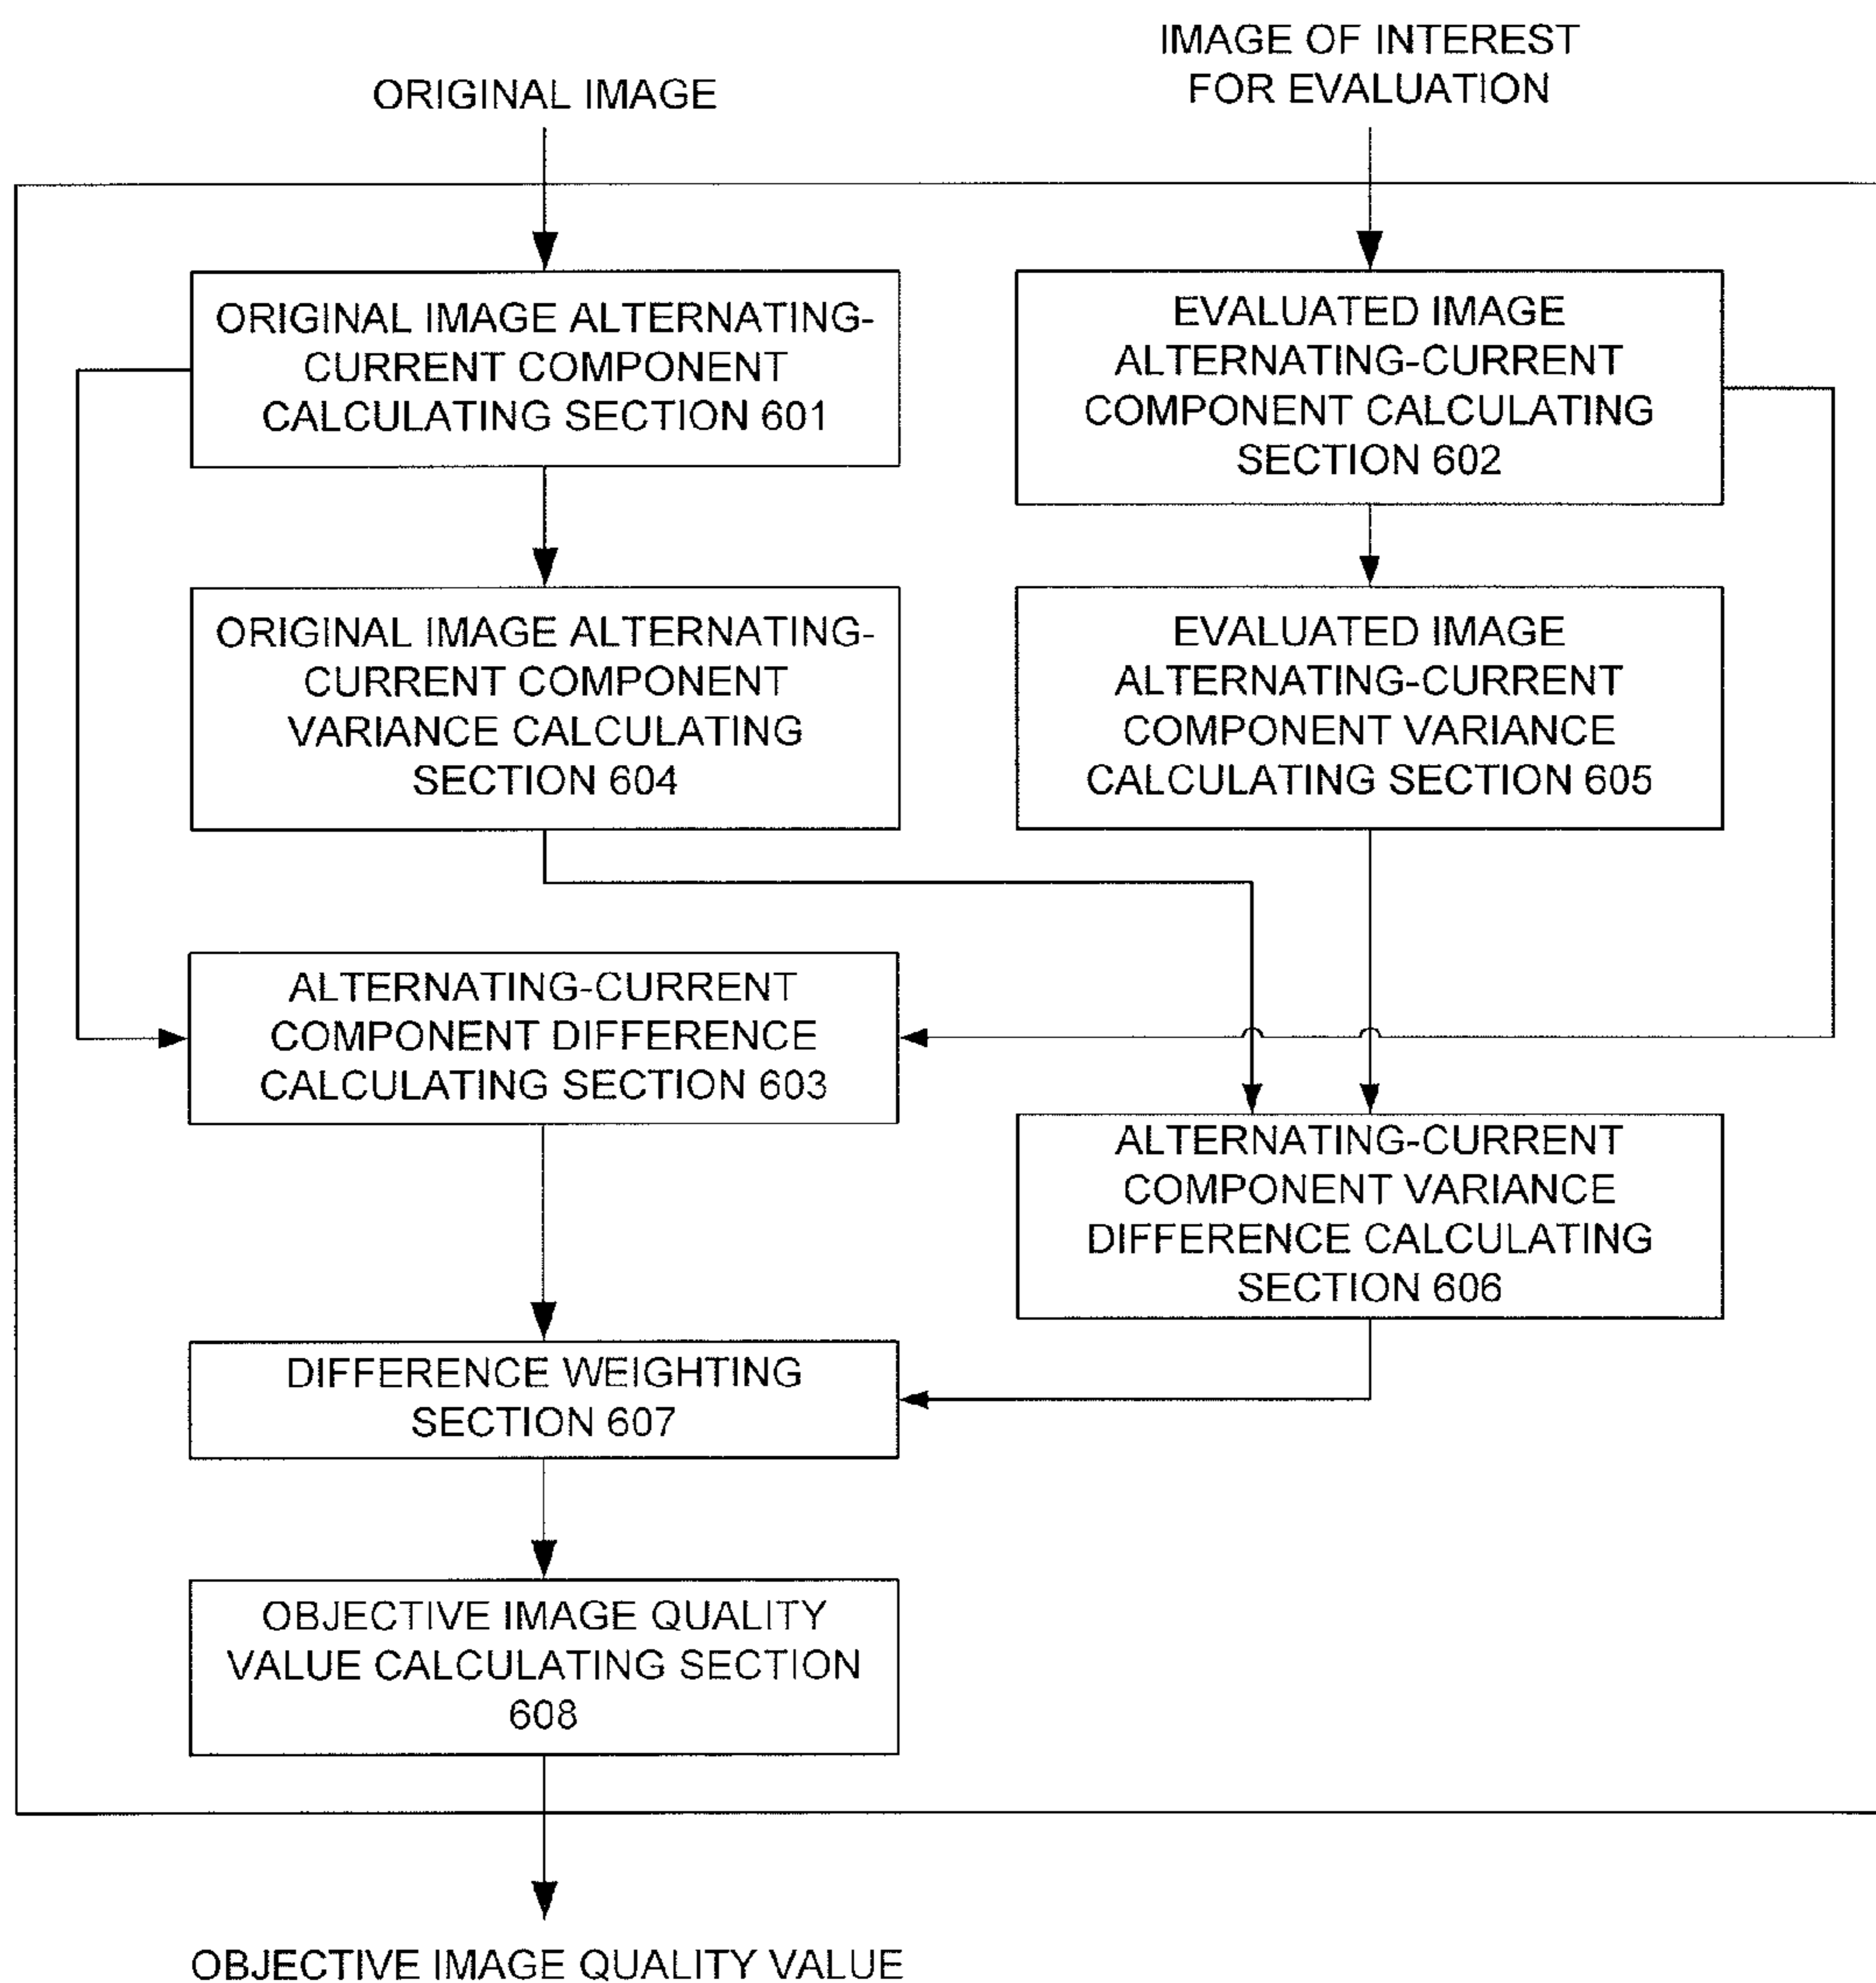 ORIGINAL IMAGE
IMAGE OF INTEREST
FOR EVALUATION
ORIGINAL IMAGE ALTERNATING-
CURRENT COMPONENT
CALCULATING SECTION 601
EVALUATED IMAGE
ALTERNATING-CURRENT
COMPONENT CALCULATING
SECTION 602
ORIGINAL IMAGE ALTERNATING-
CURRENT COMPONENT
VARIANCE CALCULATING
SECTION 604
EVALUATED IMAGE
ALTERNATING-CURRENT
COMPONENT VARIANCE
CALCULATING SECTION 605
ALTERNATING-CURRENT
COMPONENT DIFFERENCE
CALCULATING SECTION 603
ALTERNATING-CURRENT
COMPONENT VARIANCE
DIFFERENCE CALCULATING
SECTION 606
DIFFERENCE WEIGHTING
SECTION 607
OBJECTIVE IMAGE QUALITY
VALUE CALCULATING SECTION
608
OBJECTIVE IMAGE QUALITY VALUE